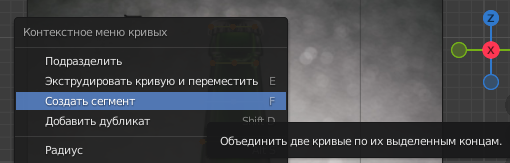 Контекстное меню кривых
Подразделить
Экструдировать кривую и переместить E
Создать сегмент F
Добавить дубликат Shift D
Объединить две кривые по их выделенным концам.
Радиус
Z
X